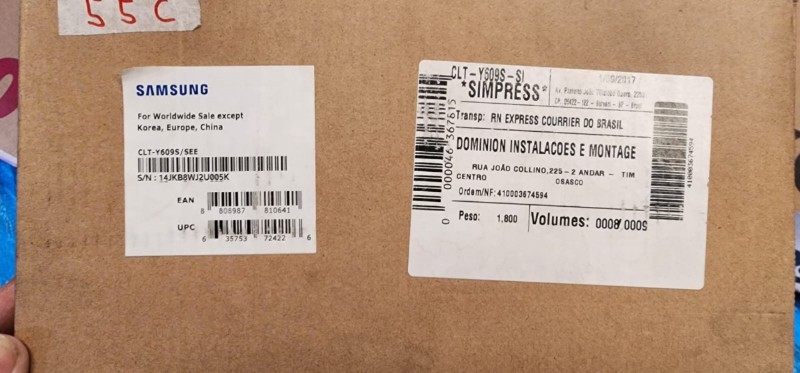 55C
SAMSUNG
For Worldwide Sale except
Korea, Europe, China
CLT-Y609S/SEE
S/N : 14JKB8WJ2U005K
EAN
8 808987 810641
UPC
6 35753 72422 6
CLT-Y609S-SI
*SIMPRESS*
/2017
Transp: RN EXPRESS COURRIER DO BRASIL
DOMINION INSTALACOES E MONTAGE
RUA JOÃO COLLINO,225 - 2 ANDAR - TIM
CENTRO OSASCO
Ordem/NF: 410003674594
Peso: 1,800 Volumes: 0008/0009
410003674594